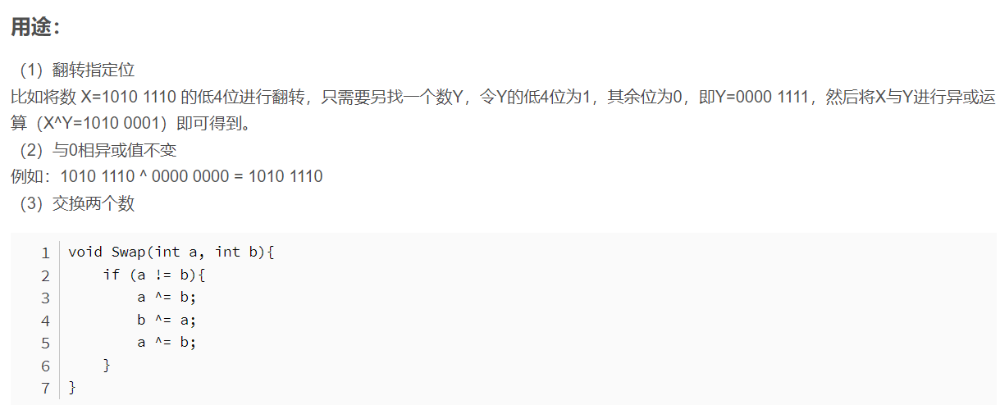 用途：
（1）翻转指定位
比如将数 X=1010 1110 的低4位进行翻转，只需要另找一个数Y，令Y的低4位为1，其余位为0，即Y=0000 1111，然后将X与Y进行异或运
算（X^Y=1010 0001）即可得到。
（2）与0相异或值不变
例如：1010 1110 ^ 0000 0000 = 1010 1110
（3）交换两个数
1 void Swap(int a, int b){
2     if (a != b){
3         a ^= b;
4         b ^= a;
5         a ^= b;
6     }
7 }